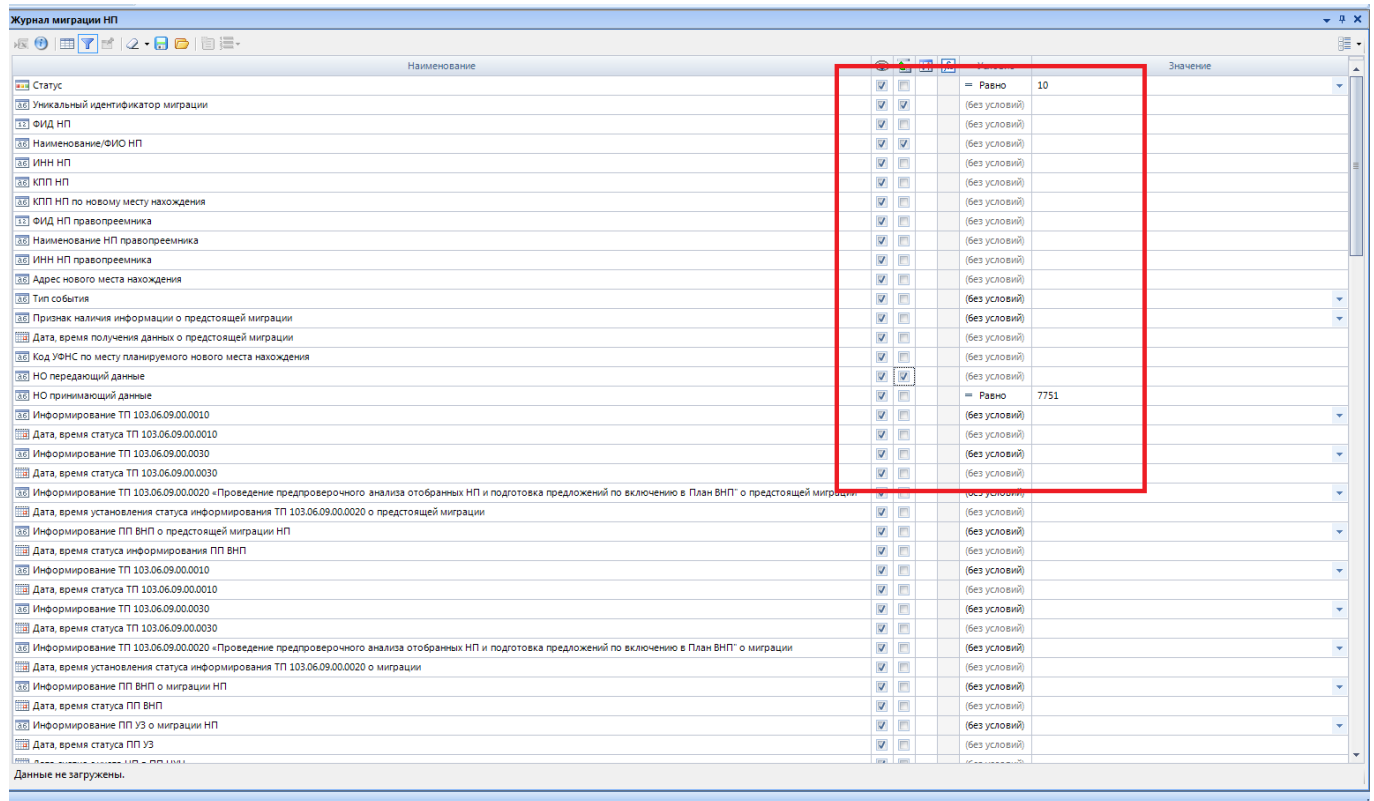 Журнал миграции НП
Наименование Значение
Статус = Равно 10
Уникальный идентификатор миграции (без условий)
ФИД НП (без условий)
Наименование/ФИО НП (без условий)
ИНН НП (без условий)
КПП НП (без условий)
КПП НП по новому месту нахождения (без условий)
ФИД НП правопреемника (без условий)
Наименование НП правопреемника (без условий)
ИНН НП правопреемника (без условий)
Адрес нового места нахождения (без условий)
Тип события (без условий)
Признак наличия информации о предстоящей миграции (без условий)
Дата, время получения данных о предстоящей миграции (без условий)
Код УФНС по месту планируемого нового места нахождения (без условий)
НО передающий данные (без условий)
НО принимающий данные = Равно 7751
Информирование ТП 103.06.09.00.0010 (без условий)
Дата, время статуса ТП 103.06.09.00.0010 (без условий)
Информирование ТП 103.06.09.00.0030 (без условий)
Дата, время статуса ТП 103.06.09.00.0030 (без условий)
Информирование ТП 103.06.09.00.0020 «Проведение предпроверочного анализа отобранных НП и подготовка предложений по включению в План ВНП" о предстоящей миграции (без условий)
Дата, время установления статуса информирования ТП 103.06.09.00.0020 о предстоящей миграции (без условий)
Информирование ПП ВНП о предстоящей миграции НП (без условий)
Дата, время статуса информирования ПП ВНП (без условий)
Информирование ТП 103.06.09.00.0010 (без условий)
Дата, время статуса ТП 103.06.09.00.0010 (без условий)
Информирование ТП 103.06.09.00.0030 (без условий)
Дата, время статуса ТП 103.06.09.00.0030 (без условий)
Информирование ТП 103.06.09.00.0020 «Проведение предпроверочного анализа отобранных НП и подготовка предложений по включению в План ВНП" о миграции (без условий)
Дата, время установления статуса информирования ТП 103.06.09.00.0020 о миграции (без условий)
Информирование ПП ВНП о миграции НП (без условий)
Дата, время статуса ПП ВНП (без условий)
Информирование ПП УЗ о миграции НП (без условий)
Дата, время статуса ПП УЗ (без условий)
Данные не загружены.